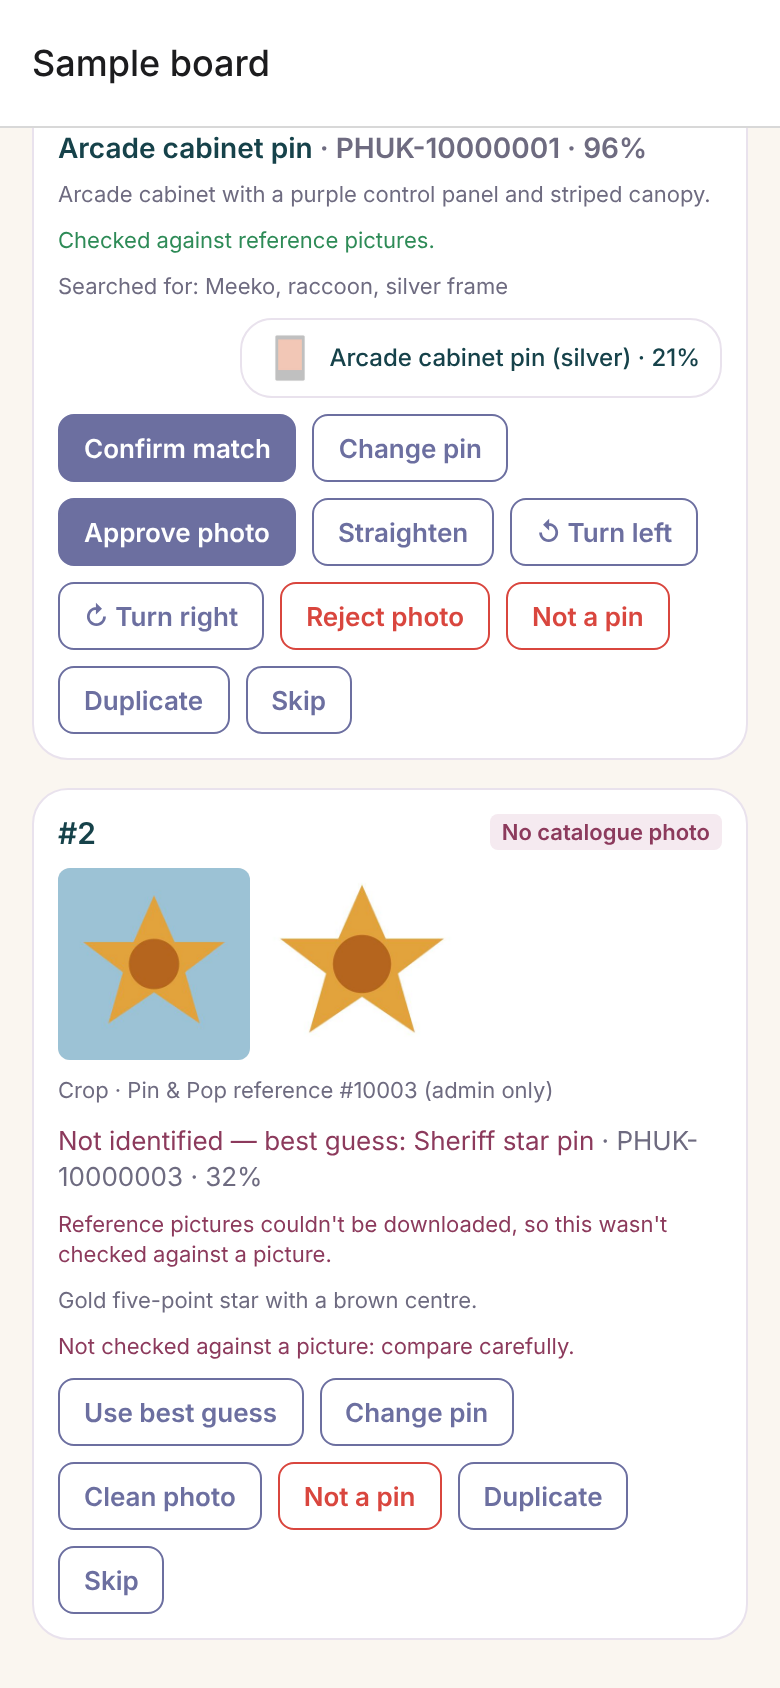 Sample board
Arcade cabinet pin · PHUK-10000001 · 96%
Arcade cabinet with a purple control panel and striped canopy.
Checked against reference pictures.
Searched for: Meeko, raccoon, silver frame
Arcade cabinet pin (silver) · 21%
Confirm match
Change pin
Approve photo
Straighten
Turn left
Turn right
Reject photo
Not a pin
Duplicate
Skip
#2
No catalogue photo
Crop · Pin & Pop reference #10003 (admin only)
Not identified — best guess: Sheriff star pin · PHUK-
10000003 · 32%
Reference pictures couldn't be downloaded, so this wasn't
checked against a picture.
Gold five-point star with a brown centre.
Not checked against a picture: compare carefully.
Use best guess
Change pin
Clean photo
Not a pin
Duplicate
Skip